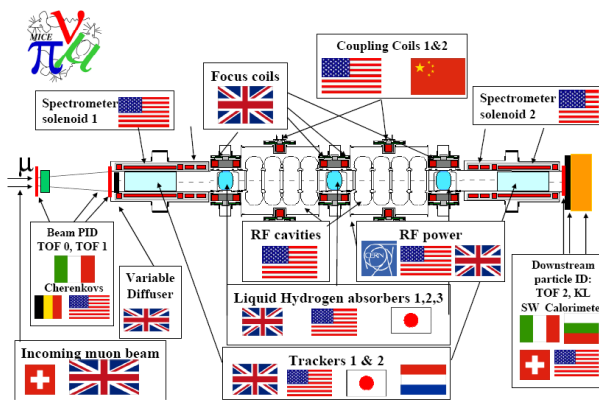 MICE
π ν μ
Coupling Coils 1&2
Focus coils
Spectrometer
solenoid 1
Spectrometer
solenoid 2
μ
Beam PID
TOF 0, TOF 1
Cherenkovs
Variable
Diffuser
RF cavities
RF power
CERN
Downstream
particle ID:
TOF 2, KL
SW Calorimete
Liquid Hydrogen absorbers 1,2,3
Incoming muon beam
Trackers 1 & 2